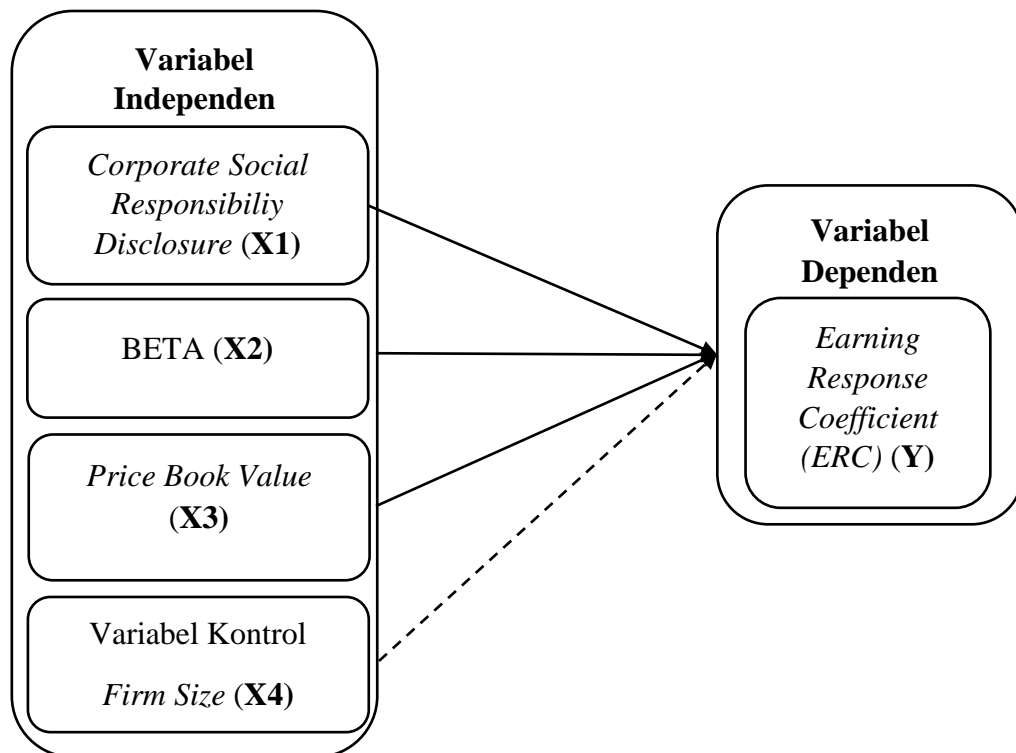 Variabel
Independen
Corporate Social
Responsibiliy
Disclosure (X1)
BETA (X2)
Price Book Value
(X3)
Variabel Kontrol
Firm Size (X4)
Variabel
Dependen
Earning
Response
Coefficient
(ERC) (Y)